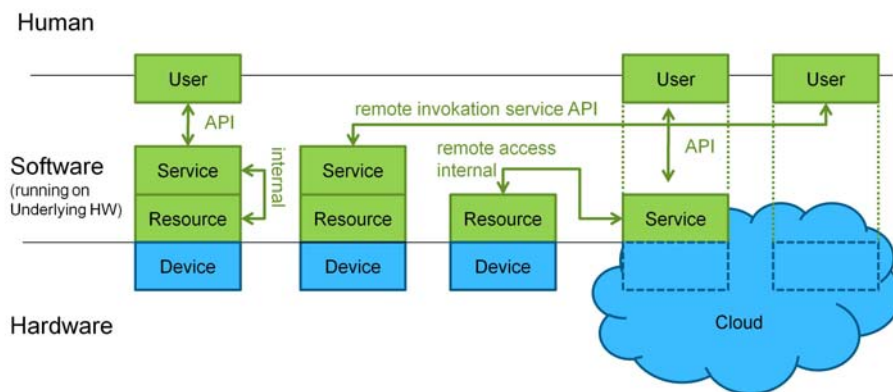 Human
User
User
User
API
remote invokation service API
internal
remote access
internal
API
Software
(running on
Underlying HW)
Service
Service
Resource
Resource
Resource
Service
Device
Device
Device
Cloud
Hardware